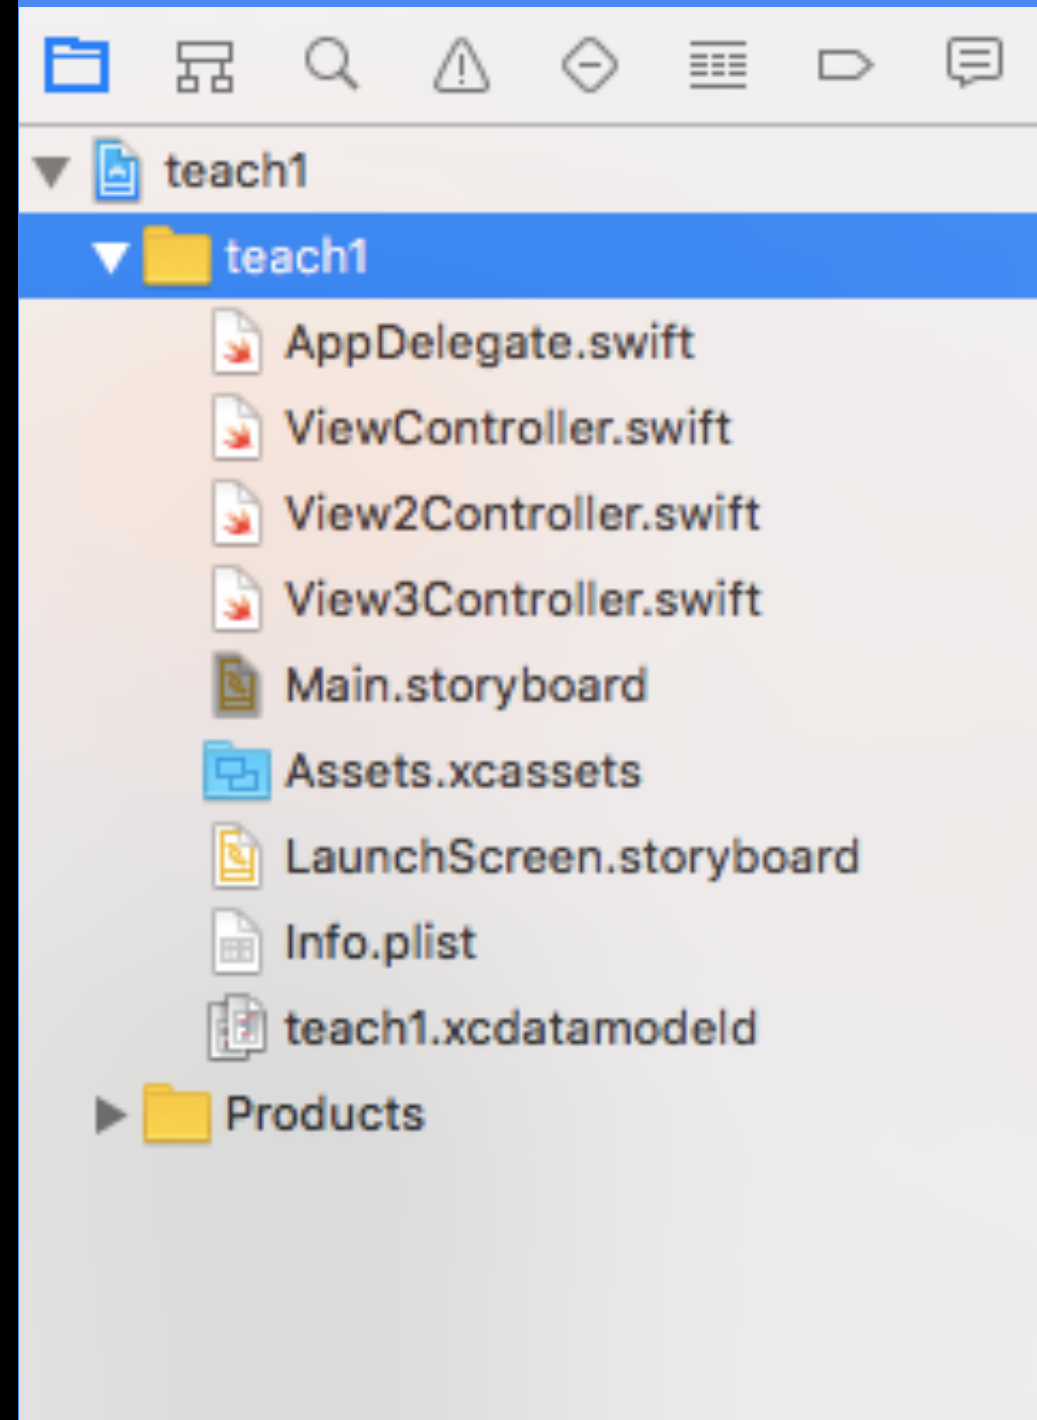 teach1
teach1
AppDelegate.swift
ViewController.swift
View2Controller.swift
View3Controller.swift
Main.storyboard
Assets.xcassets
LaunchScreen.storyboard
Info.plist
teach1.xcdatamodeld
Products